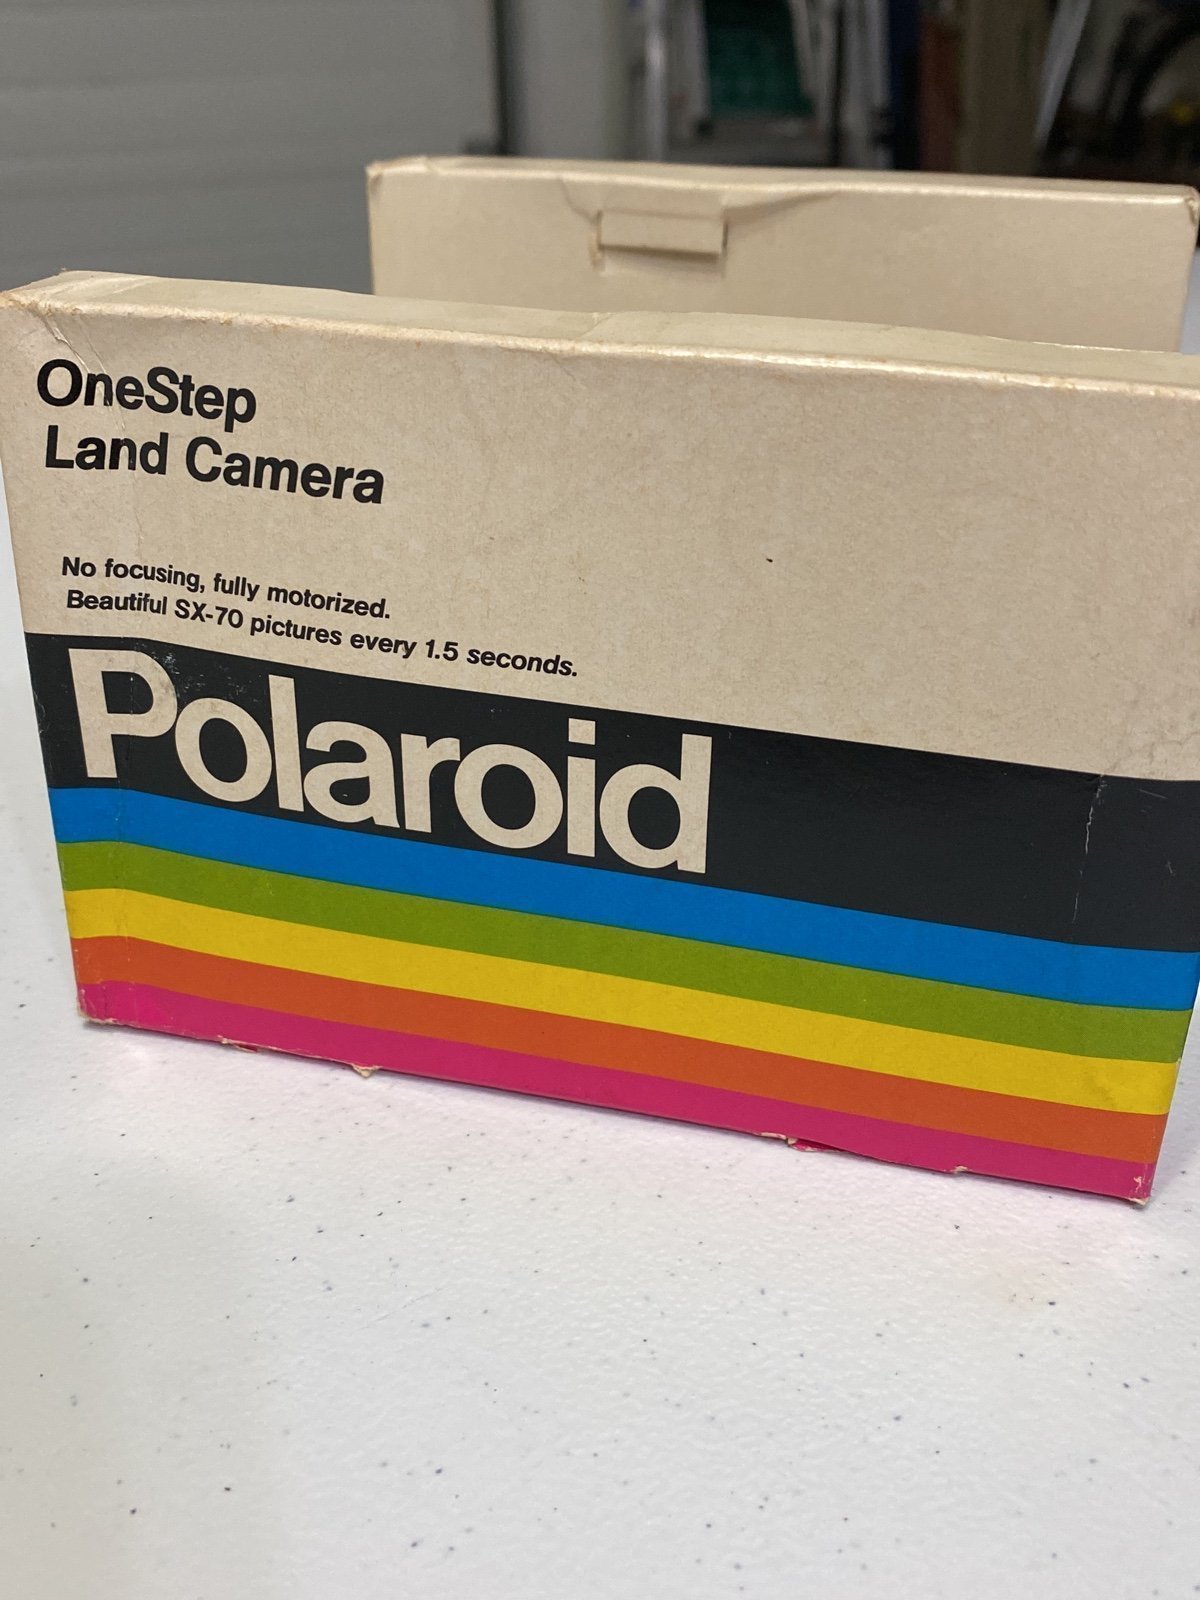 OneStep
Land Camera
No focusing, fully motorized.
Beautiful SX-70 pictures every 1.5 seconds.
Polaroid